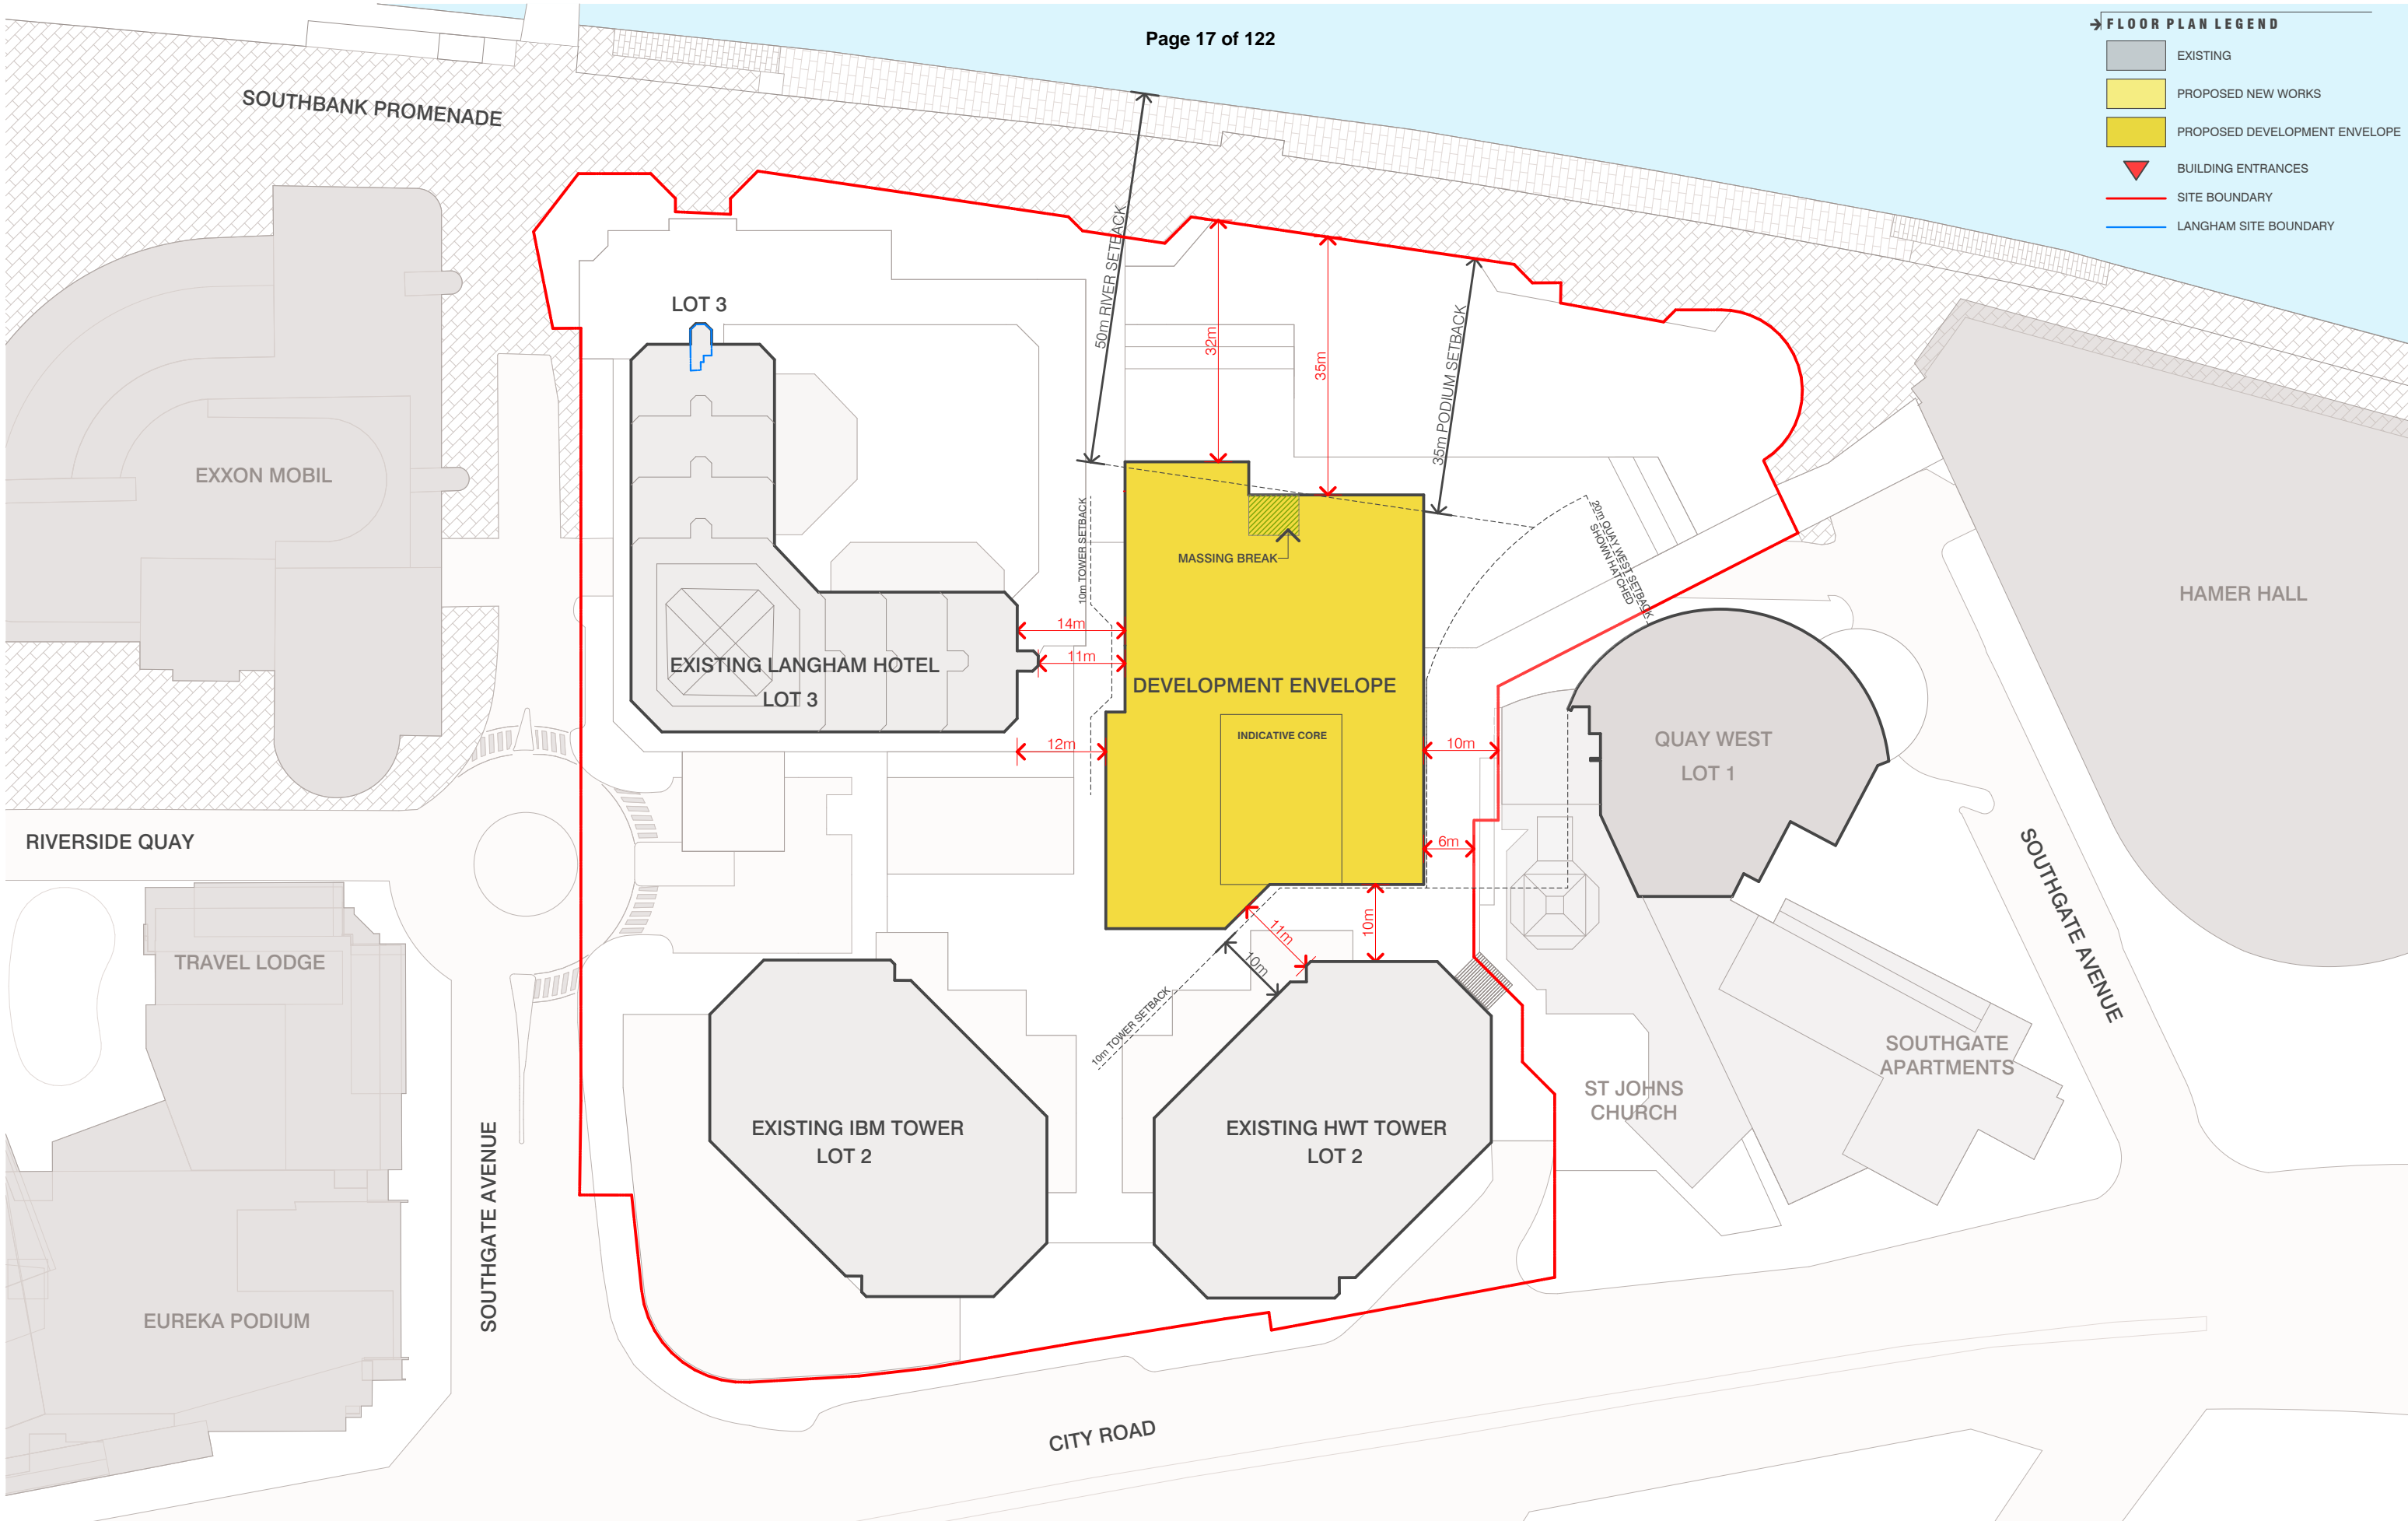 Page 17 of 122
FLOOR PLAN LEGEND
EXISTING
PROPOSED NEW WORKS
PROPOSED DEVELOPMENT ENVELOPE
BUILDING ENTRANCES
SITE BOUNDARY
LANGHAM SITE BOUNDARY
SOUTHBANK PROMENADE
LOT 3
50m RIVER SETBACK
32m
35m
35m PODIUM SETBACK
EXXON MOBIL
10m TOWER SETBACK
MASSING BREAK
20m QUAY WEST SETBACK
SHOWN HATCHED
HAMER HALL
14m
11m
EXISTING LANGHAM HOTEL
LOT 3
DEVELOPMENT ENVELOPE
INDICATIVE CORE
12m
10m
QUAY WEST
LOT 1
RIVERSIDE QUAY
6m
SOUTHGATE AVENUE
10m
11m
10m
10m TOWER SETBACK
TRAVEL LODGE
SOUTHGATE
APARTMENTS
ST JOHNS
CHURCH
EXISTING IBM TOWER
LOT 2
EXISTING HWT TOWER
LOT 2
SOUTHGATE AVENUE
EUREKA PODIUM
CITY ROAD